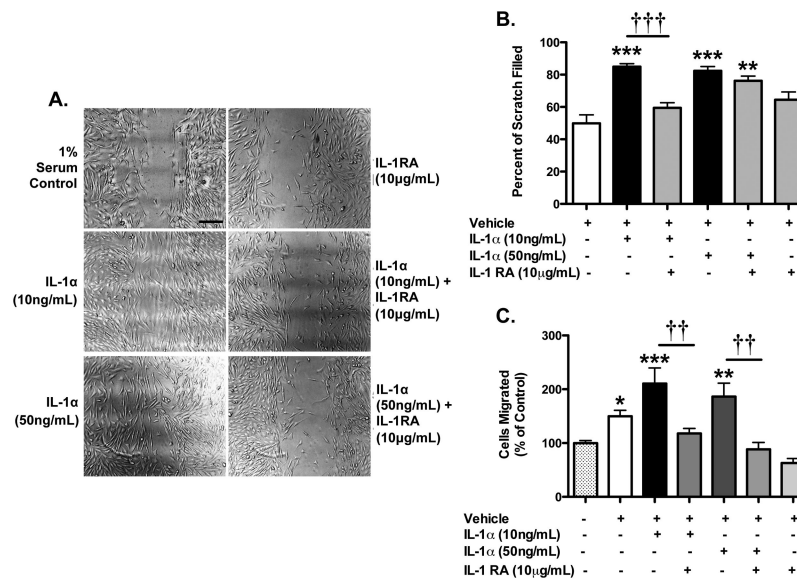 A.
1%
Serum
Control
IL-1RA
(10µg/mL)
IL-1α
(10ng/mL)
IL-1α
(10ng/mL) +
IL-1RA
(10µg/mL)
IL-1α
(50ng/mL)
IL-1α
(50ng/mL) +
IL-1RA
(10µg/mL)
B.
†††
*** *** **
Percent of Scratch Filled
100
80
60
40
20
0
Vehicle + + + + + +
IL-1α (10ng/mL) - + + - - -
IL-1α (50ng/mL) - - - + + -
IL-1 RA (10µg/mL) - - + - + +
C.
†† ††
* *** **
Cells Migrated
(% of Control)
300
200
100
0
Vehicle - + + + + + +
IL-1α (10ng/mL) - - + + - - -
IL-1α (50ng/mL) - - - - + + -
IL-1 RA (10µg/mL) - - - + - + +